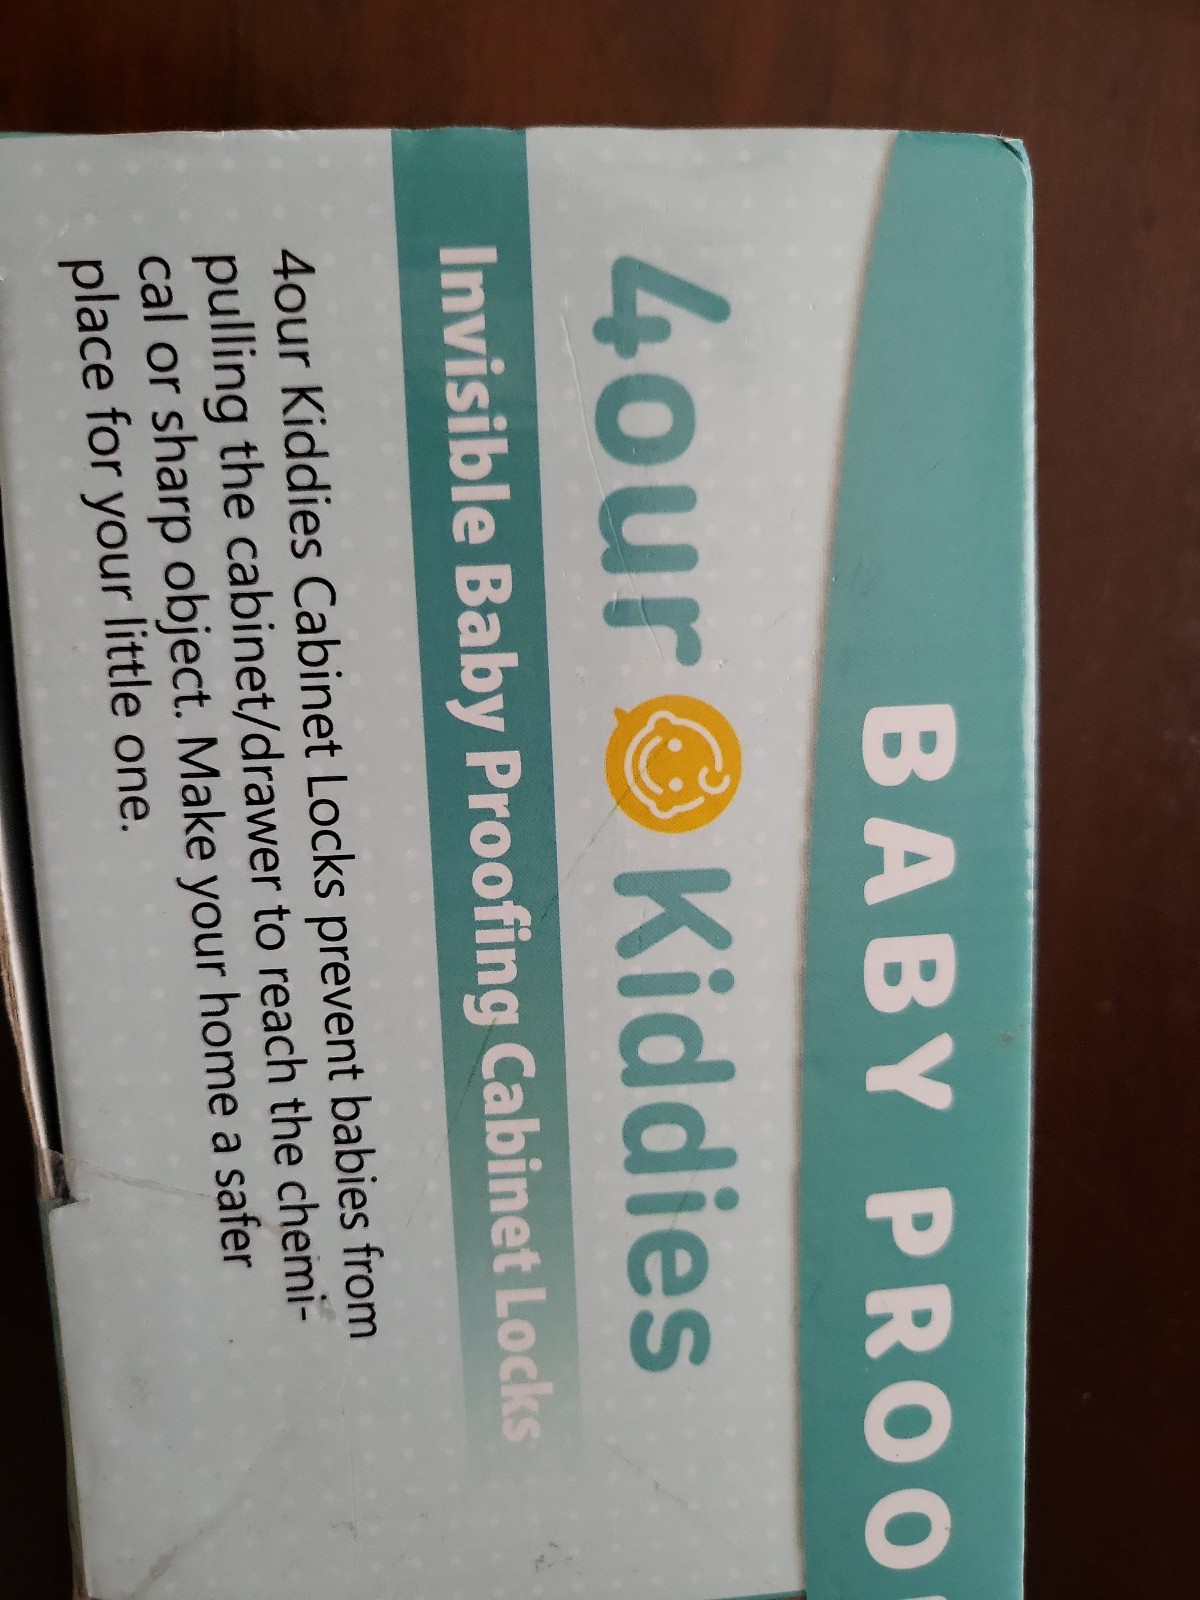 BABY PROO
4our Kiddies
Invisible Baby Proofing Cabinet Locks
4our Kiddies Cabinet Locks prevent babies from
pulling the cabinet/drawer to reach the chemi-
cal or sharp object. Make your home a safer
place for your little one.